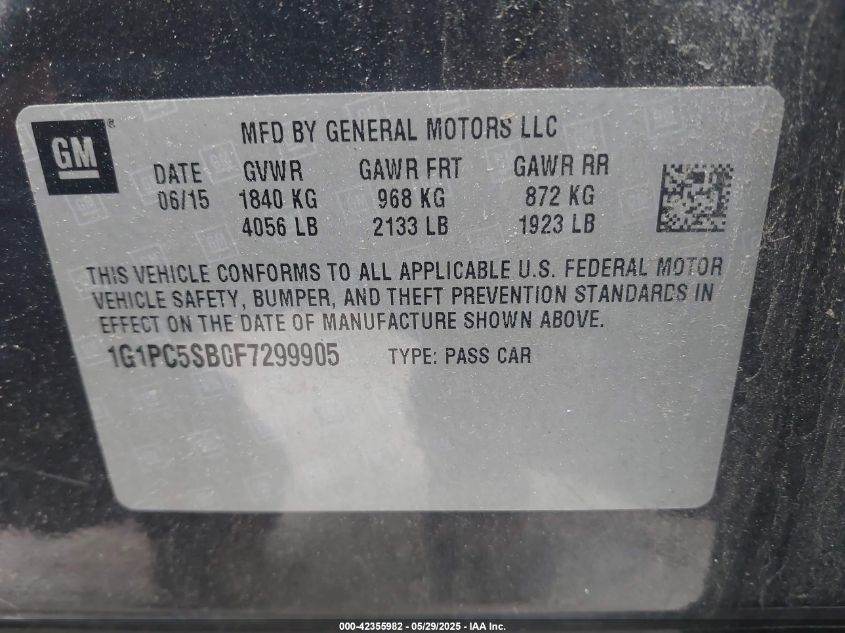 GM®
MFD BY GENERAL MOTORS LLC
DATE GVWR GAWR FRT GAWR RR
06/15 1840 KG 968 KG 872 KG
4056 LB 2133 LB 1923 LB
THIS VEHICLE CONFORMS TO ALL APPLICABLE U.S. FEDERAL MOTOR
VEHICLE SAFETY, BUMPER, AND THEFT PREVENTION STANDARDS IN
EFFECT ON THE DATE OF MANUFACTURE SHOWN ABOVE.
1G1PC5SB0F7299905 TYPE: PASS CAR
000-42355982 - 05/29/2025 - IAA Inc.